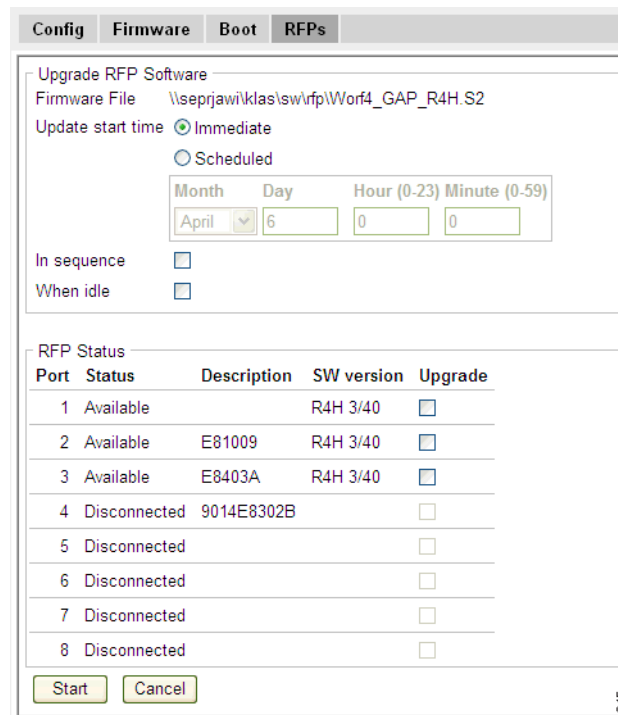 Config Firmware Boot RFPs
Upgrade RFP Software
Firmware File \\seprjawi\klas\sw\rfp\Worf4_GAP_R4H.S2
Update start time Immediate
Scheduled
Month Day Hour (0-23) Minute (0-59)
April 6 0 0
In sequence
When idle
RFP Status
Port Status Description SW version Upgrade
1 Available R4H 3/40
2 Available E81009 R4H 3/40
3 Available E8403A R4H 3/40
4 Disconnected 9014E8302B
5 Disconnected
6 Disconnected
7 Disconnected
8 Disconnected
Start Cancel